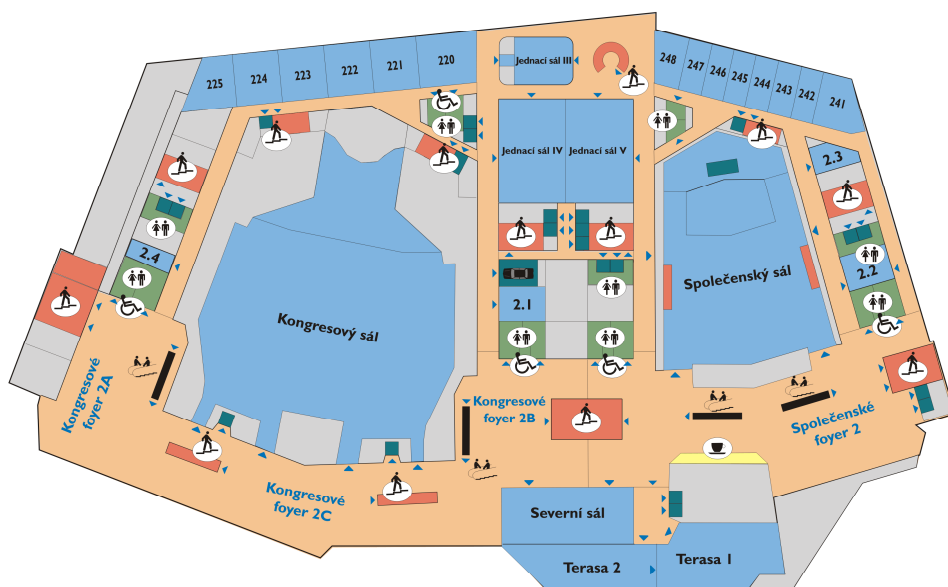 225
224
223
222
221
220
Jednací sál III
248
247
246
245
244
243
242
241
Jednací sál IV
Jednací sál V
2.3
2.4
2.2
2.1
Společenský sál
Kongresový sál
Kongresové
foyer 2A
Kongresové
foyer 2B
Společenské
foyer 2
Kongresové
foyer 2C
Severní sál
Terasa 2
Terasa 1